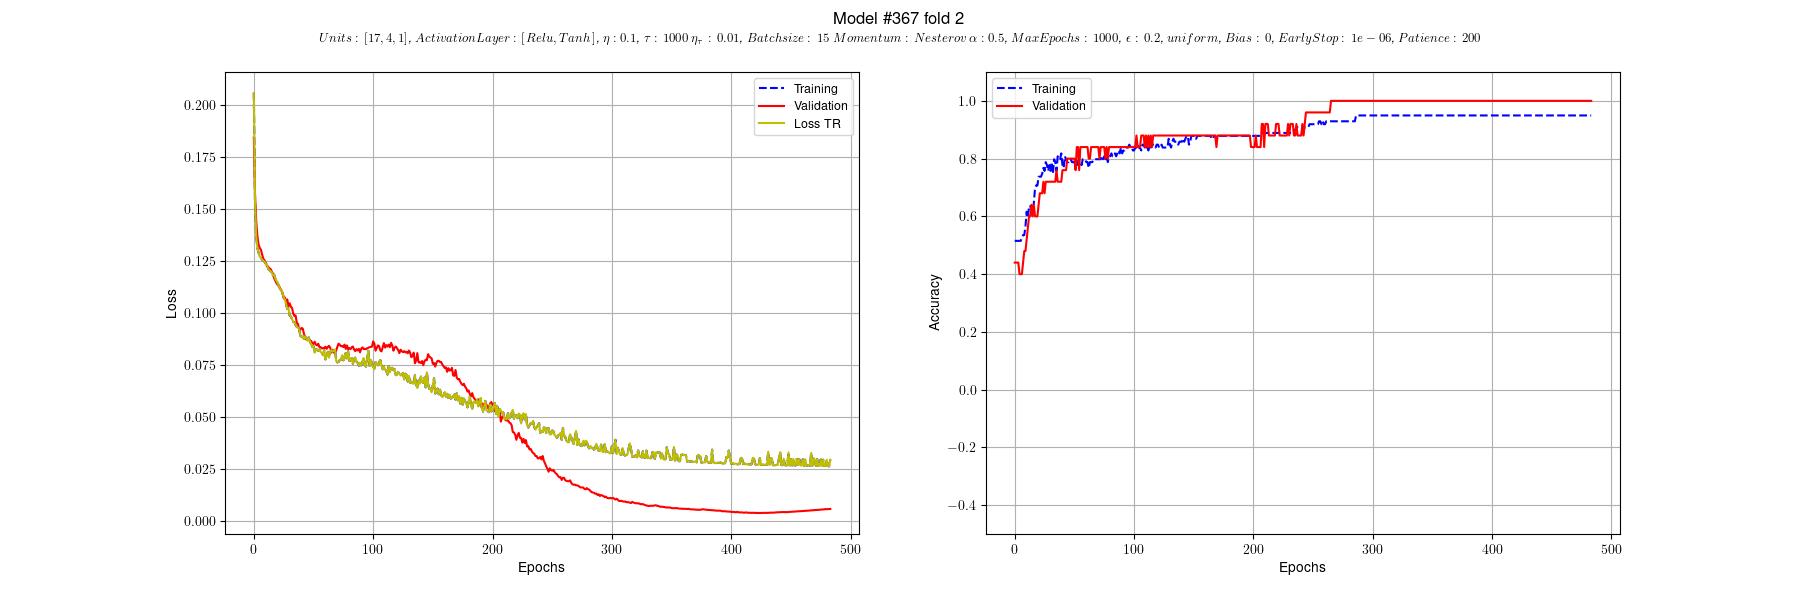 Model #367 fold 2
Units : [17, 4, 1], ActivationLayer : [Relu, Tanh], η : 0.1, τ : 1000 ητ : 0.01, Batchsize : 15 Momentum : Nesterov α : 0.5, MaxEpochs : 1000, ϵ : 0.2, uniform, Bias : 0, EarlyStop : 1e − 06, Patience : 200
Training
Validation
Loss TR
0.200
0.175
0.150
0.125
0.100
0.075
0.050
0.025
0.000
Loss
0 100 200 300 400 500
Epochs
Training
Validation
1.0
0.8
0.6
0.4
0.2
0.0
−0.2
−0.4
Accuracy
0 100 200 300 400 500
Epochs